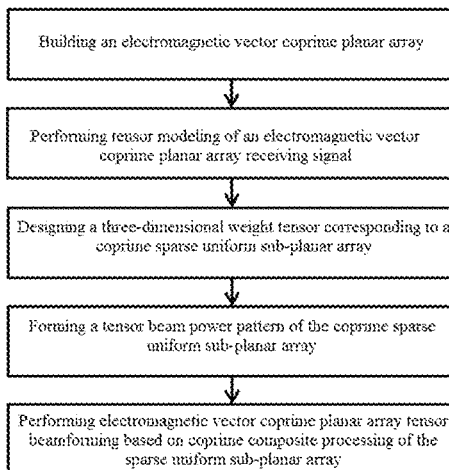 Building an electromagnetic vector coprime planar array
Performing tensor modeling of an electromagnetic vector
coprime planar array receiving signal
Designing a three-dimensional weight tensor corresponding to a
coprime sparse uniform sub-planar array
Forming a tensor beam power pattern of the coprime sparse
uniform sub-planar array
Performing electromagnetic vector coprime planar array tensor
beamforming based on coprime composite processing of the
sparse uniform sub-planar array